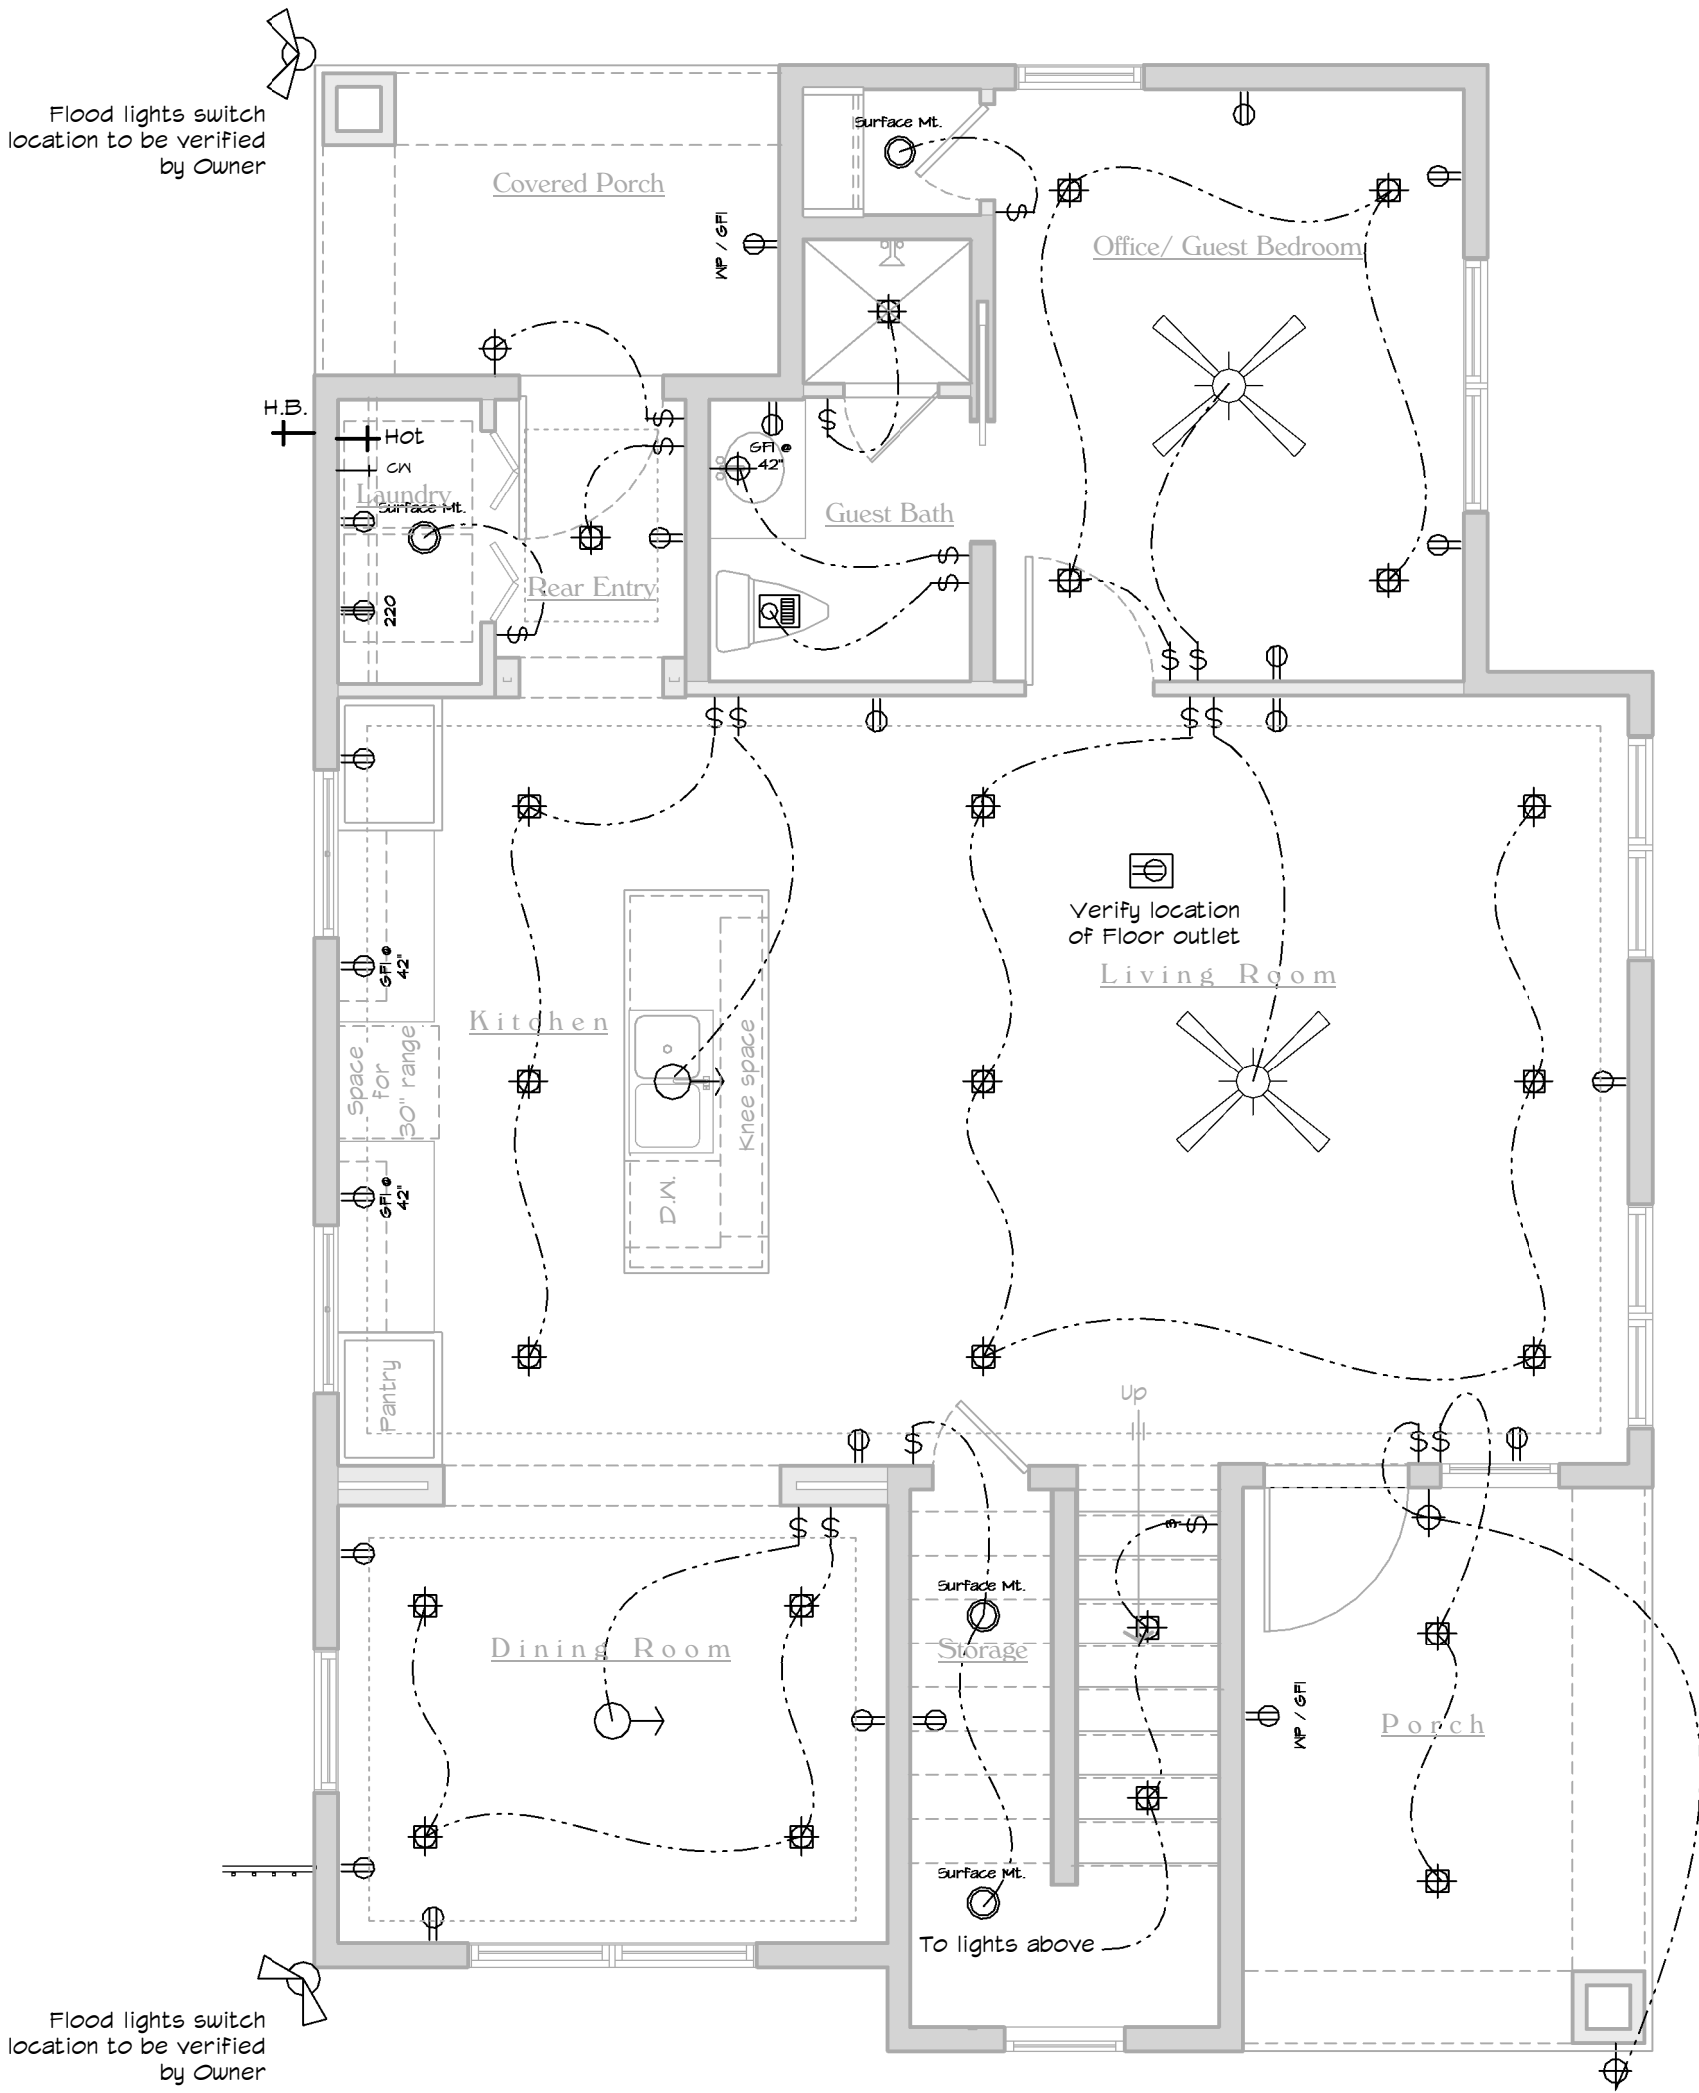 Flood lights switch
location to be verified
by Owner
Covered Porch
WP / GFI
Surface Mt.
$
Office/ Guest Bedroom
H.B.
Hot
CW
Laundry
Surface Mt.
220
$
$
$
Rear Entry
$
GFI @
42"
Guest Bath
$
$
$ $
$ $
$ $
Verify location
of Floor outlet
Living Room
Kitchen
GFI @
42"
Space
for
30" range
GFI @
42"
Knee space
D.W.
Pantry
Up
$
$ $
$ $
3 $
Surface Mt.
Storage
Dining Room
WP / GFI
Porch
Surface Mt.
To lights above
Flood lights switch
location to be verified
by Owner